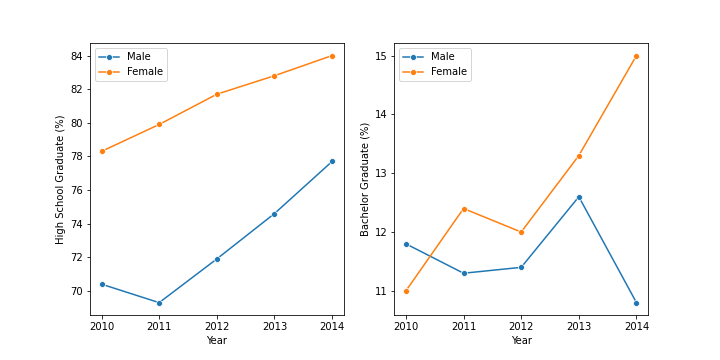 Male
Female
High School Graduate (%)
84
82
80
78
76
74
72
70
2010 2011 2012 2013 2014
Year
Male
Female
Bachelor Graduate (%)
15
14
13
12
11
2010 2011 2012 2013 2014
Year